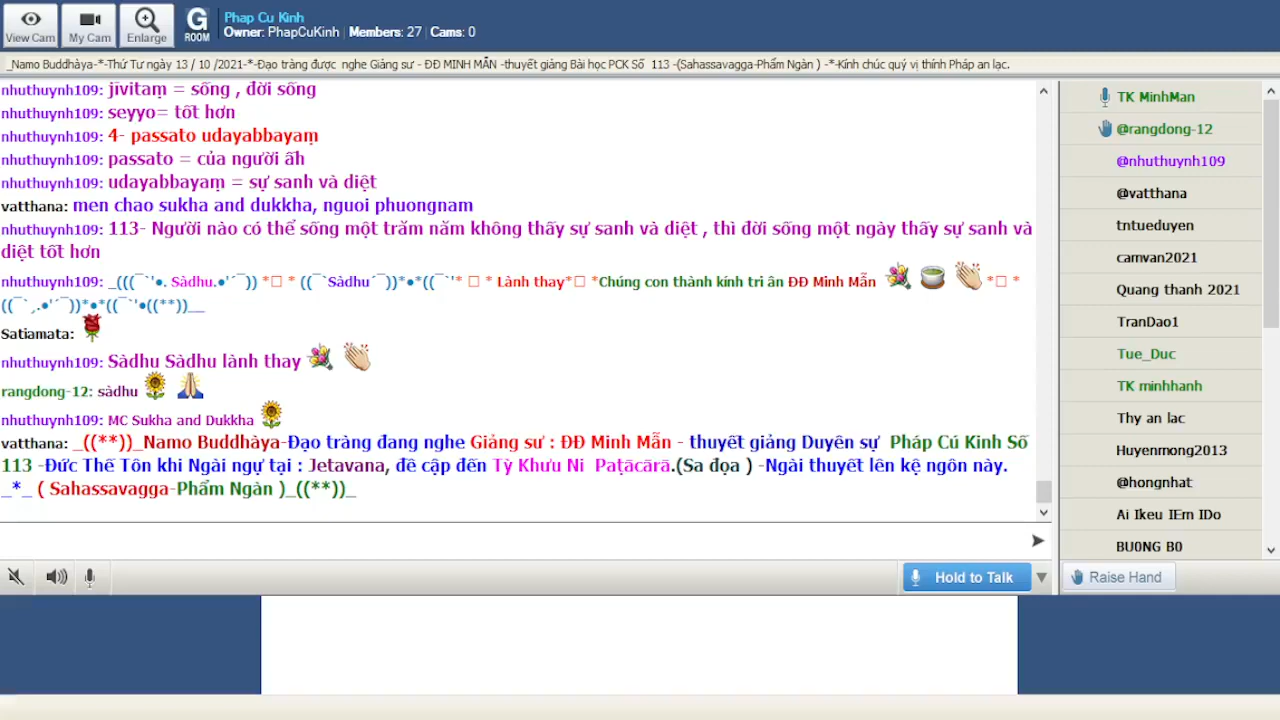 View Cam
My Cam
Enlarge
G
ROOM
Phap Cu Kinh
Owner: PhapCuKinh | Members: 27 | Cams: 0
_Namo Buddhàya-*-Thứ Tư ngày 13 / 10 /2021-*-Đạo tràng được nghe Giảng sư - ĐĐ MINH MẪN -thuyết giảng Bài học PCK Số 113 -(Sahassavagga-Phẩm Ngàn ) -*-Kính chúc quý vị thính Pháp an lạc.
nhuthuynh109: jīvitaṃ = sống , đời sống
nhuthuynh109: seyyo= tốt hơn
nhuthuynh109: 4- passato udayabbayaṃ
nhuthuynh109: passato = của người ấỉ
nhuthuynh109: udayabbayaṃ = sự sanh và diệt
vatthana: men chao sukha and dukkha, nguoi phuongnam
nhuthuynh109: 113- Người nào có thể sống một trăm năm không thấy sự sanh và diệt , thì đời sống một ngày thấy sự sanh và
diệt tốt hơn
nhuthuynh109: _(((¯`'•. Sàdhu.•'´¯)) *□ * ((¯`Sàdhu´¯))*•*((¯`'* □ * Lành thay*□ *Chúng con thành kính tri ân ĐĐ Minh Mẫn *□ *
((¯`¸.•'´¯))*•*((¯`'•((**))__
Satiamata:
nhuthuynh109: Sàdhu Sàdhu lành thay
rangdong-12: sàdhu
nhuthuynh109: MC Sukha and Dukkha
vatthana: _((**))_Namo Buddhàya-Đạo tràng đang nghe Giảng sư : ĐĐ Minh Mẫn - thuyết giảng Duyên sự Pháp Cú Kinh Số
113 -Đức Thế Tôn khi Ngài ngự tại : Jetavana, đề cập đến Tỳ Khưu Ni Paṭācārā.(Sa đọa ) -Ngài thuyết lên kệ ngôn này.
_*_ ( Sahassavagga-Phẩm Ngàn )_((**))_
Hold to Talk
TK MinhMan
@rangdong-12
@nhuthuynh109
@vatthana
tntueduyen
camvan2021
Quang thanh 2021
TranDao1
Tue_Duc
TK minhhanh
Thy an lac
Huyenmong2013
@hongnhat
Ai Ikeu IEm IDo
BU0NG B0
Raise Hand